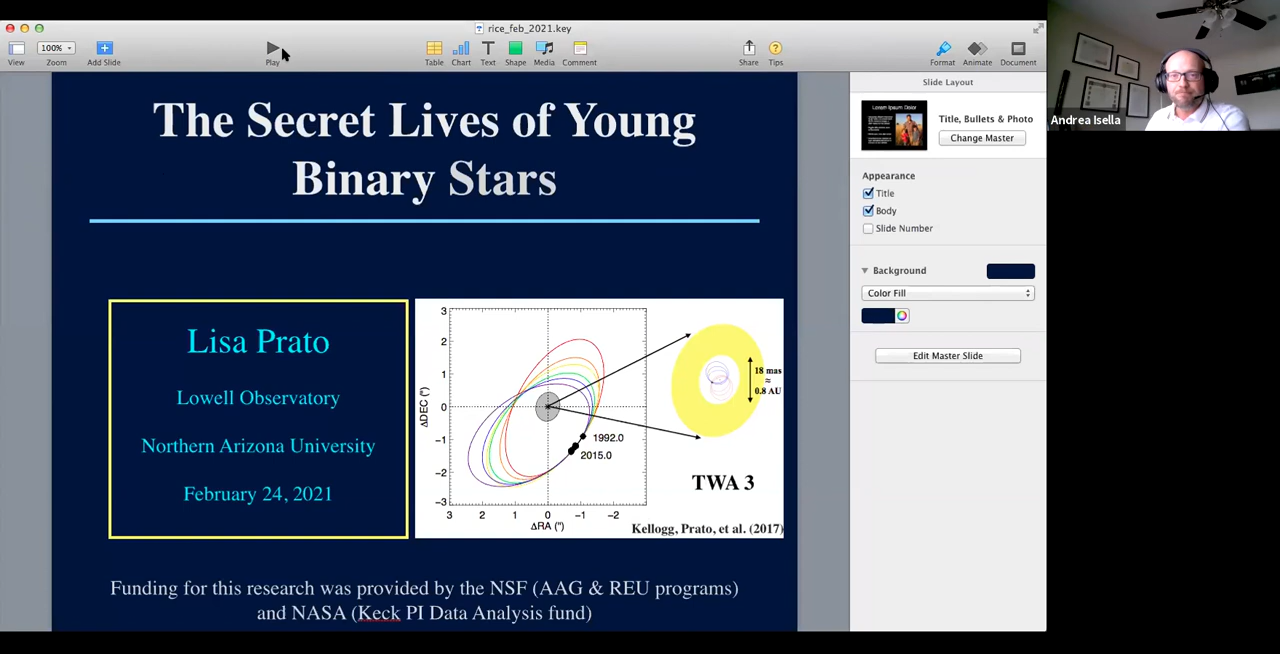 rice_feb_2021.key
100%
View
Zoom
Add Slide
Play
Table
Chart
Text
Shape
Media
Comment
Share
Tips
Format
Animate
Document
The Secret Lives of Young
Binary Stars
Lisa Prato
Lowell Observatory
Northern Arizona University
February 24, 2021
3
2
1
0
−1
−2
−3
ΔDEC (")
3 2 1 0 −1 −2
ΔRA (")
1992.0
2015.0
18 mas
≈
0.8 AU
TWA 3
Kellogg, Prato, et al. (2017)
Funding for this research was provided by the NSF (AAG & REU programs)
and NASA (Keck PI Data Analysis fund)
Slide Layout
Lorem Ipsum Dolor
Title, Bullets & Photo
Change Master
Appearance
Title
Body
Slide Number
Background
Color Fill
Edit Master Slide
Andrea Isella